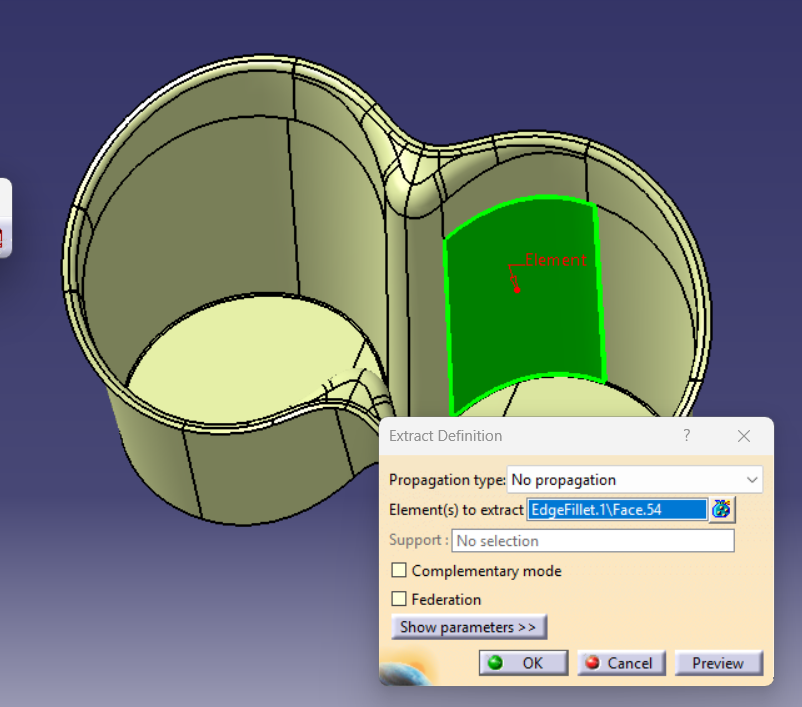 Element
Extract Definition ?
Propagation type: No propagation
Element(s) to extract EdgeFillet.1\Face.54
Support : No selection
Complementary mode
Federation
Show parameters >>
OK Cancel Preview